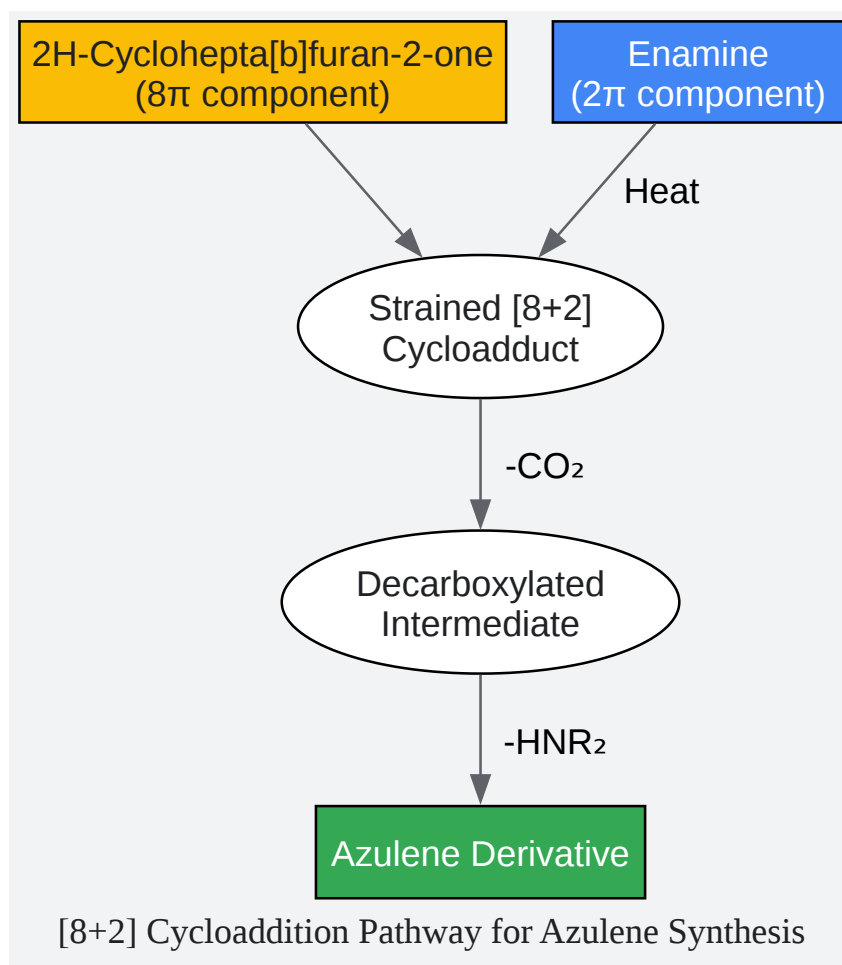 2H-Cyclohepta[b]furan-2-one
(8π component)
Enamine
(2π component)
Heat
Strained [8+2]
Cycloadduct
-CO₂
Decarboxylated
Intermediate
-HNR₂
Azulene Derivative
[8+2] Cycloaddition Pathway for Azulene Synthesis